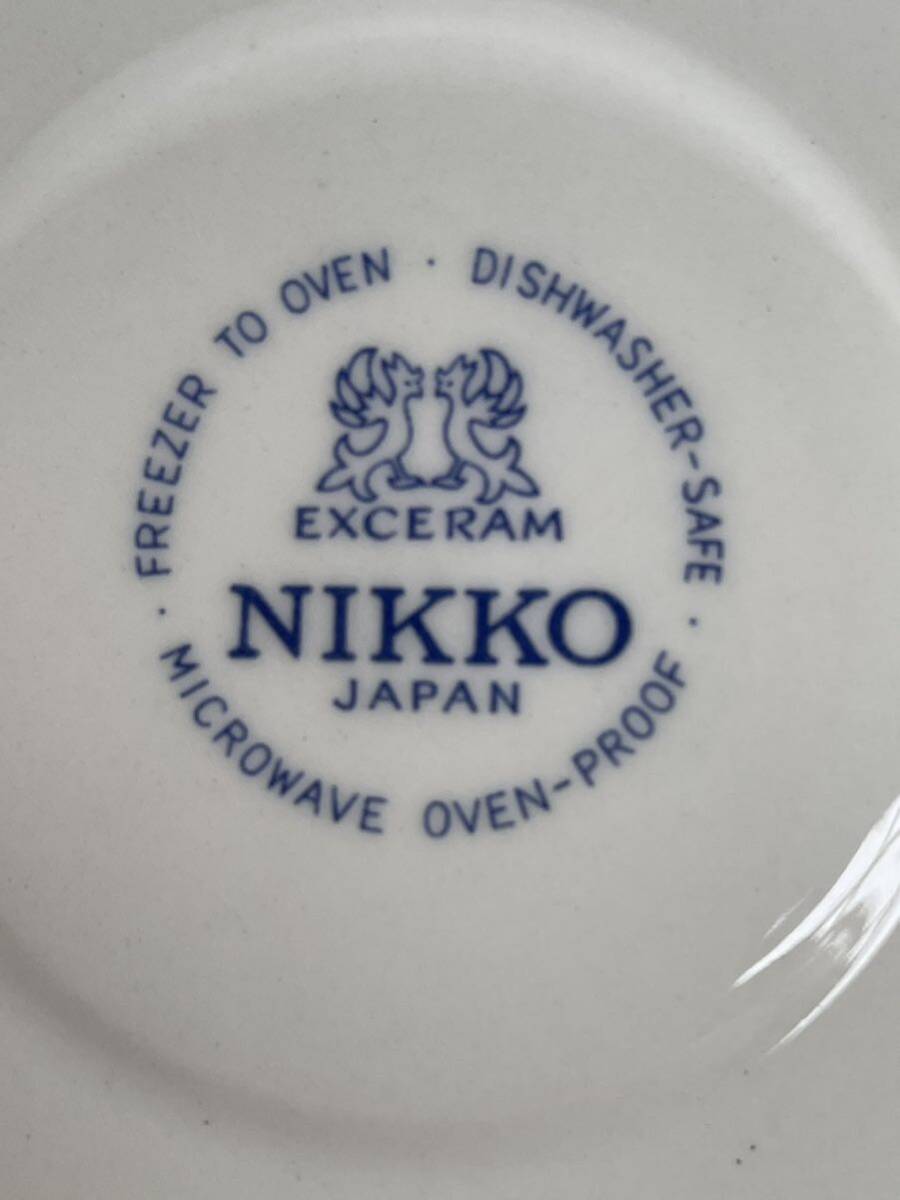 FREEZER TO OVEN · DISHWASHER-SAFE ·
EXCERAM
NIKKO
JAPAN
MICROWAVE OVEN-PROOF ·